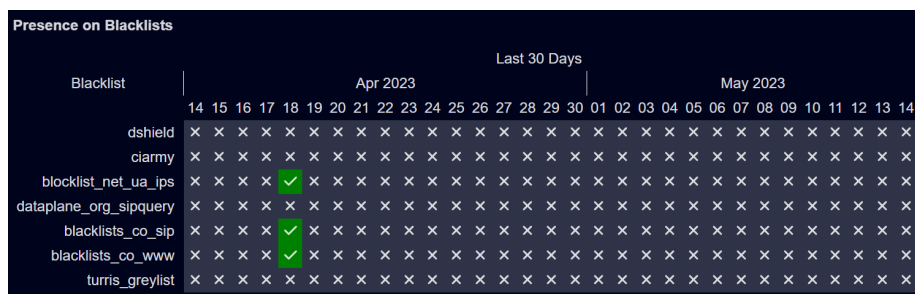 Presence on Blacklists
Last 30 Days
Blacklist Apr 2023 May 2023
14 15 16 17 18 19 20 21 22 23 24 25 26 27 28 29 30 01 02 03 04 05 06 07 08 09 10 11 12 13 14
dshield
ciarmy
blocklist_net_ua_ips
dataplane_org_sipquery
blacklists_co_sip
blacklists_co_www
turris_greylist